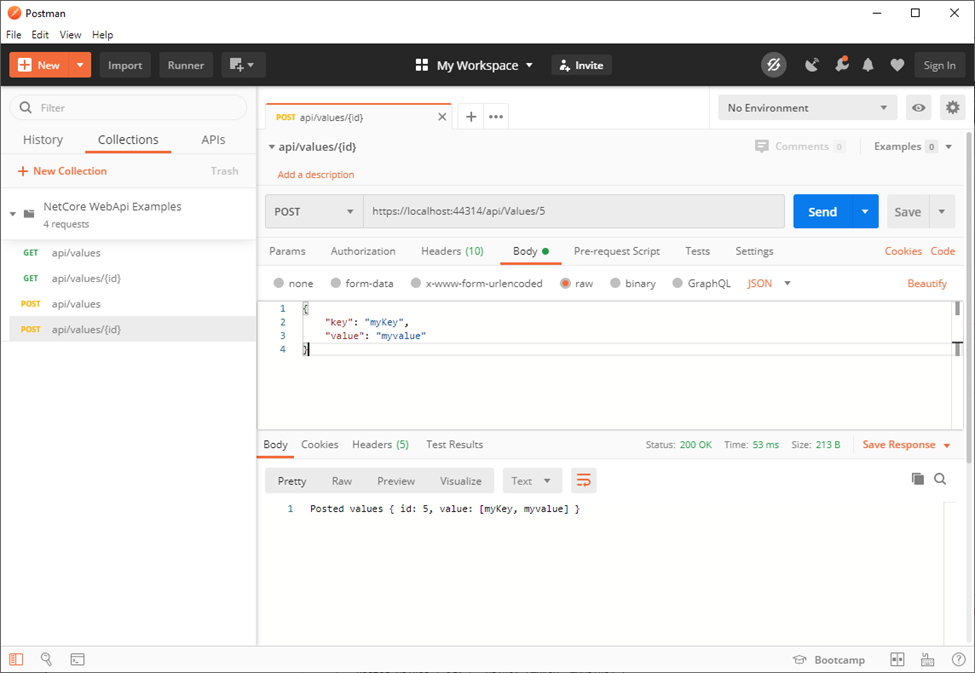 Postman
File Edit View Help
New Import Runner My Workspace Invite Sign In
Filter
History Collections APIs
+ New Collection Trash
NetCore WebApi Examples
4 requests
GET api/values
GET api/values/{id}
POST api/values
POST api/values/{id}
POST api/values/{id}
No Environment
api/values/{id} Comments 0 Examples 0
Add a description
POST https://localhost:44314/api/Values/5 Send Save
Params Authorization Headers (10) Body Pre-request Script Tests Settings Cookies Code
none form-data x-www-form-urlencoded raw binary GraphQL JSON Beautify
1 {
2 "key": "myKey",
3 "value": "myvalue"
4 }
Body Cookies Headers (5) Test Results Status: 200 OK Time: 53 ms Size: 213 B Save Response
Pretty Raw Preview Visualize Text
1 Posted values { id: 5, value: [myKey, myvalue] }
Bootcamp